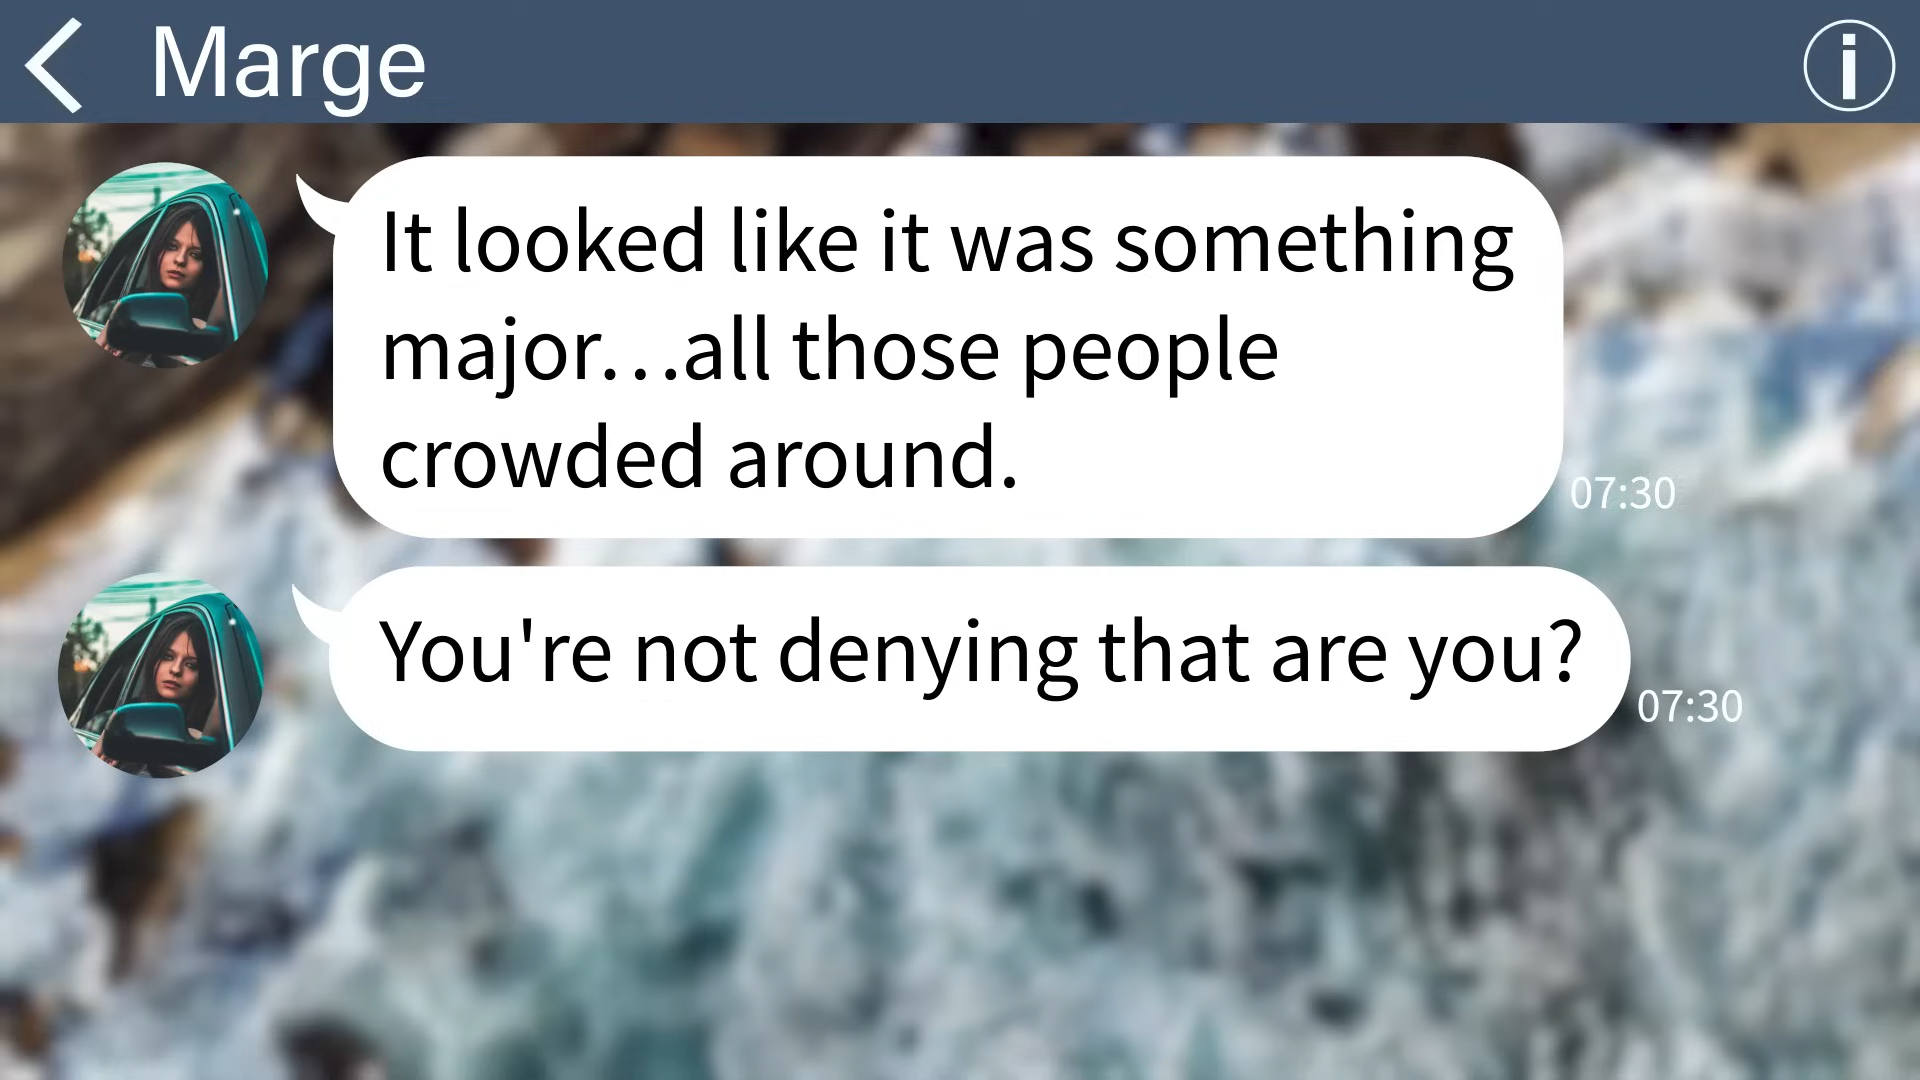 Marge
It looked like it was something
major...all those people
crowded around.
07:30
You're not denying that are you?
07:30